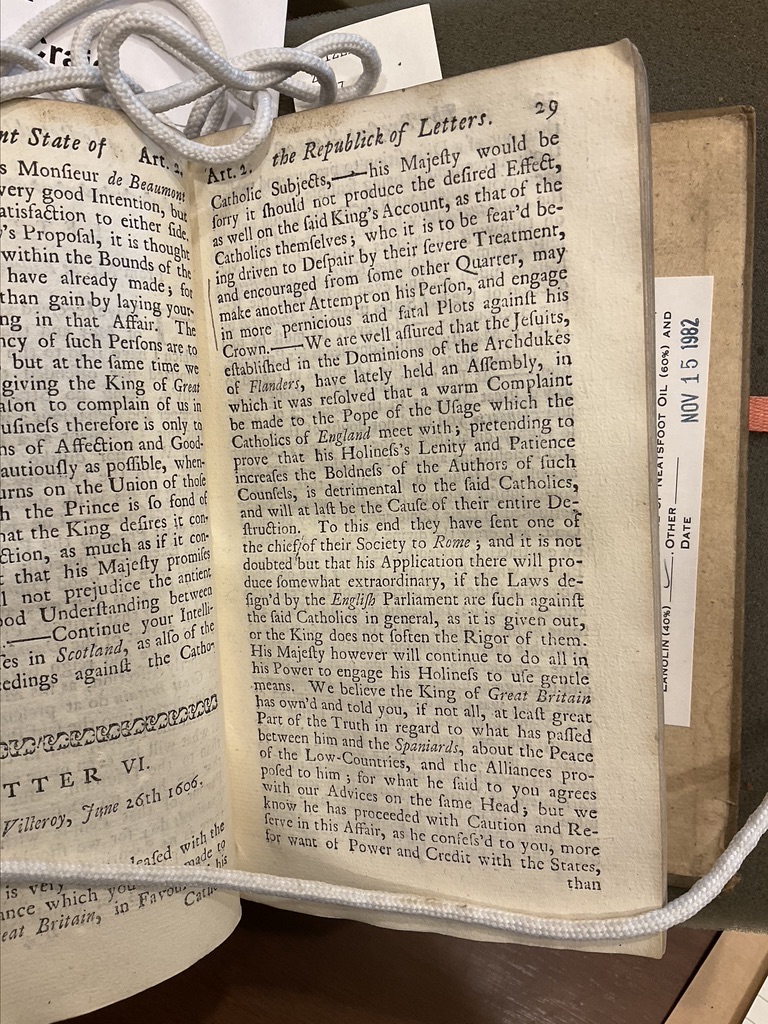 Craig
nt State of Art. 2.
s Monsieur de Beaumont
very good Intention, but
atisfaction to either side.
y's Proposal, it is thought
within the Bounds of the
have already made; for
than gain by laying your-
ng in that Affair. The
ncy of such Persons are to
but at the same time we
giving the King of Great
ason to complain of us in
usiness therefore is only to
ns of Affection and Good-
autiously as possible, when-
urns on the Union of those
h the Prince is so fond of
hat the King desires it con-
ction, as much as if it con-
t that his Majesty promises
l not prejudice the antient
ood Understanding between
.——Continue your Intelli-
ses in Scotland, as also of the
eedings against the Catho-
TTER VI.
Villeroy, June 26th 1606.
leased with the
is very made to
ance which you his
eat Britain, in Favou Catho
29
Art. 2. the Republick of Letters.
Catholic Subjects,——his Majeſty would be
ſorry it ſhould not produce the deſired Effect,
as well on the ſaid King's Account, as that of the
Catholics themſelves; who it is to be fear'd be-
ing driven to Deſpair by their ſevere Treatment,
and encouraged from ſome other Quarter, may
make another Attempt on his Perſon, and engage
in more pernicious and fatal Plots againſt his
Crown.——We are well aſſured that the Jeſuits,
eſtabliſhed in the Dominions of the Archdukes
of Flanders, have lately held an Aſſembly, in
which it was reſolved that a warm Complaint
be made to the Pope of the Uſage which the
Catholics of England meet with; pretending to
prove that his Holineſs's Lenity and Patience
increaſes the Boldneſs of the Authors of ſuch
Counſels, is detrimental to the ſaid Catholics,
and will at laſt be the Cauſe of their entire De-
ſtruction. To this end they have ſent one of
the chief of their Society to Rome; and it is not
doubted but that his Application there will pro-
duce ſomewhat extraordinary, if the Laws de-
ſign'd by the Engliſh Parliament are ſuch againſt
the ſaid Catholics in general, as it is given out,
or the King does not ſoften the Rigor of them.
His Majeſty however will continue to do all in
his Power to engage his Holineſs to uſe gentle
means. We believe the King of Great Britain
has own'd and told you, if not all, at leaſt great
Part of the Truth in regard to what has paſſed
between him and the Spaniards, about the Peace
of the Low-Countries, and the Alliances pro-
poſed to him; for what he ſaid to you agrees
with our Advices on the ſame Head; but we
know he has proceeded with Caution and Re-
ſerve in this Affair, as he confeſs'd to you, more
for want of Power and Credit with the States,
than
OF NEATSFOOT OIL (60%) AND
LANOLIN (40%) ✓. OTHER
DATE NOV 15 1982